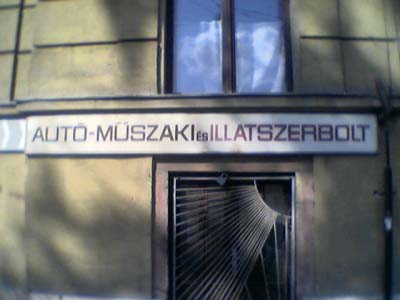 AUTÓ-MŰSZAKI és ILLATSZERBOLT